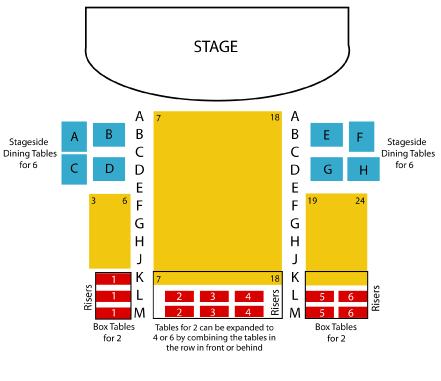 STAGE
A 7 18 A
B B
C C
D D
E E
F F
G G
H H
J J
K 7 18 K
L L
M M
Stageside
Dining Tables
for 6
A B
C D
E F
G H
Stageside
Dining Tables
for 6
3 6
19 24
Risers
1
1
1
Box Tables
for 2
2 3 4
2 3 4
Risers
Tables for 2 can be expanded to
4 or 6 by combining the tables in
the row in front or behind
5 6
5 6
Risers
Box Tables
for 2